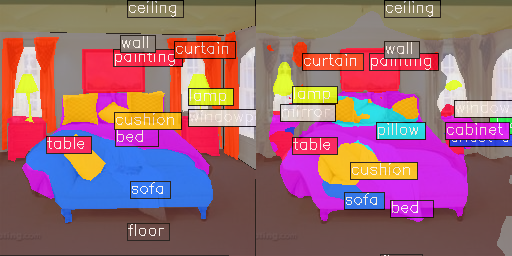 ceiling
wall
painting
curtain
lamp
cushion
bed
table
sofa
floor
ceiling
wall
curtain
painting
lamp
mirror
window
pillow
cabinet
table
cushion
sofa
bed